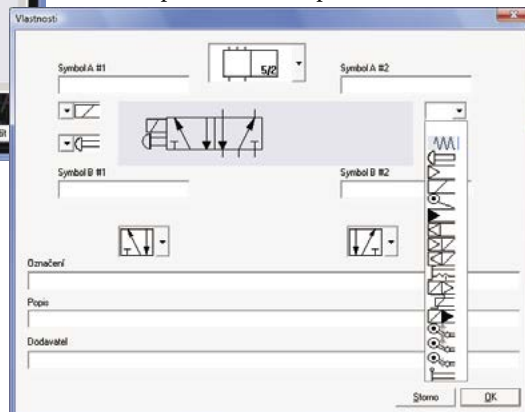 Vlastnosti
Symbol A #1
5/2
Symbol A #2
Symbol B #1
Symbol B #2
Označení
Popis
Dodavatel
Storno
OK